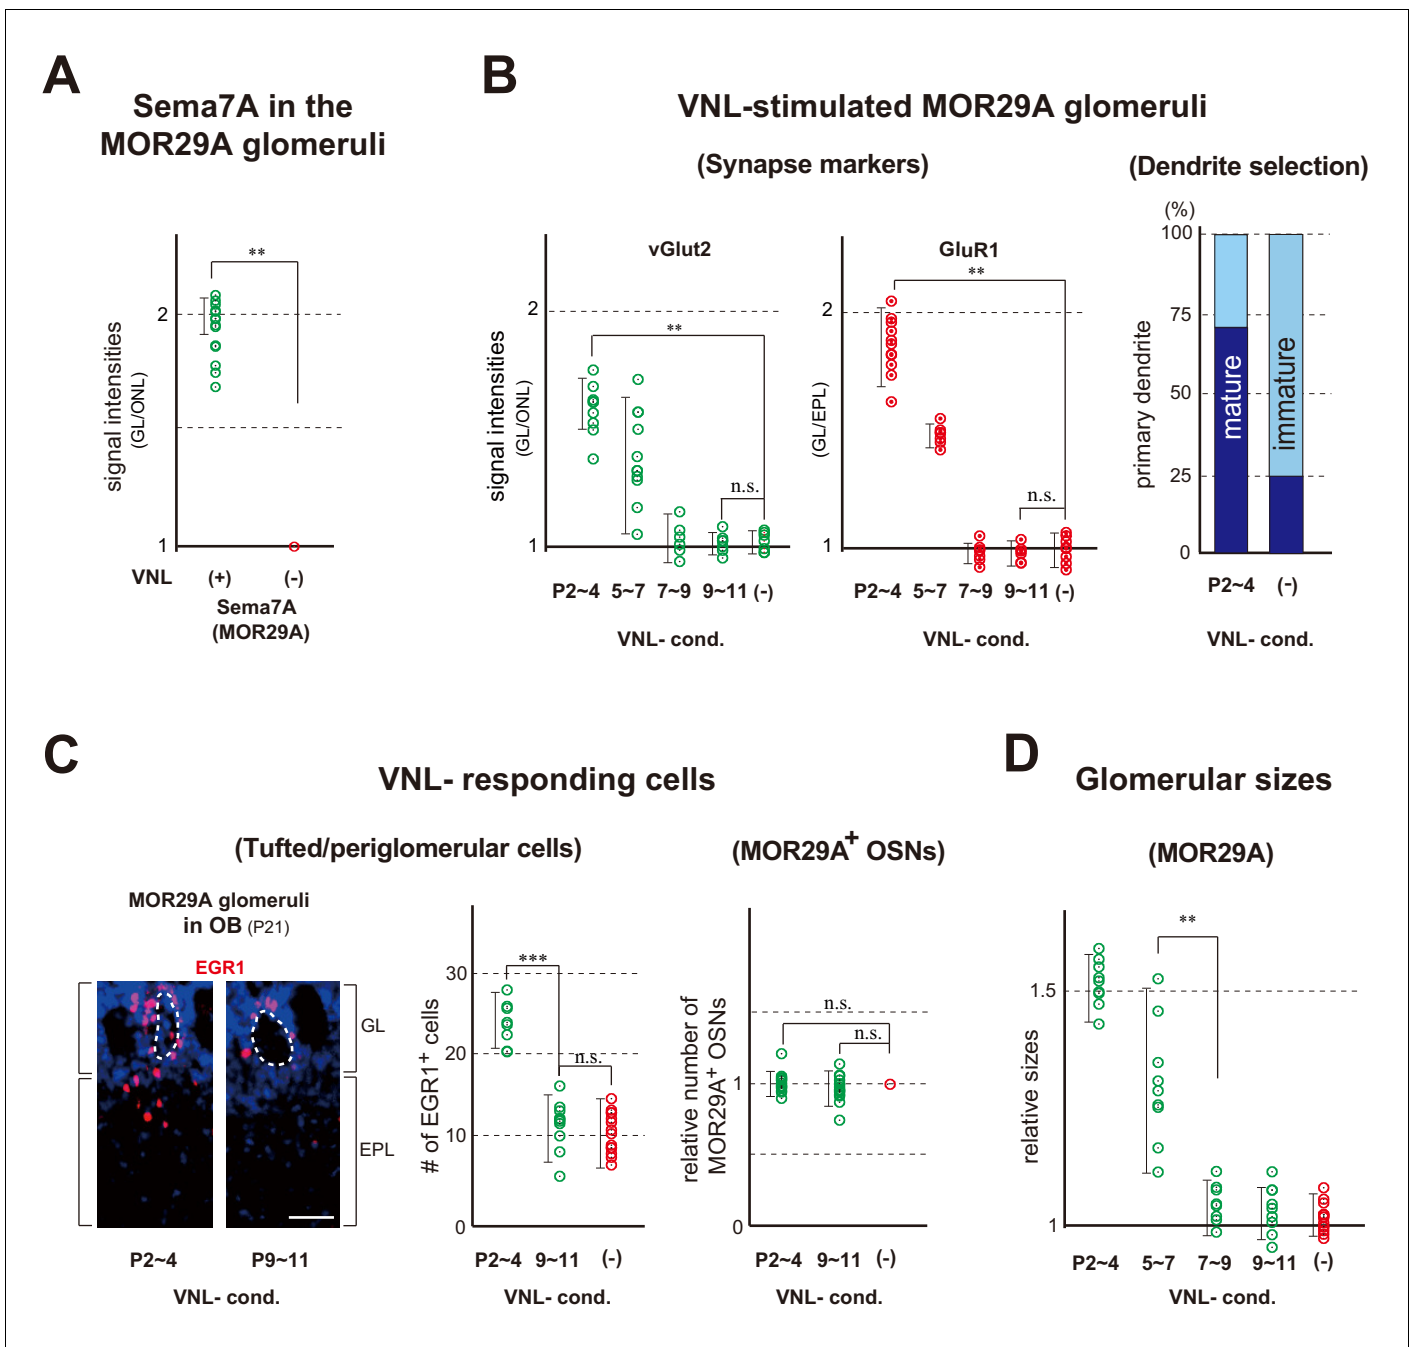 A
Sema7A in the
MOR29A glomeruli
signal intensities
(GL/ONL)
**
2
1
VNL (+) (-)
Sema7A
(MOR29A)
B
VNL-stimulated MOR29A glomeruli
(Synapse markers)
(Dendrite selection)
signal intensities
(GL/ONL)
vGlut2
2
**
n.s.
1
P2~4 5~7 7~9 9~11 (-)
VNL- cond.
(GL/EPL)
GluR1
**
2
n.s.
1
P2~4 5~7 7~9 9~11 (-)
VNL- cond.
(%)
primary dendrite
100
75
50
25
0
mature
immature
P2~4 (-)
VNL- cond.
C
VNL- responding cells
(Tufted/periglomerular cells)
(MOR29A+ OSNs)
MOR29A glomeruli
in OB (P21)
EGR1
GL
EPL
P2~4 P9~11
VNL- cond.
# of EGR1+ cells
***
30
20
n.s.
10
0
P2~4 9~11 (-)
VNL- cond.
relative number of
MOR29A+ OSNs
n.s.
n.s.
1
0
P2~4 9~11 (-)
VNL- cond.
D
Glomerular sizes
(MOR29A)
relative sizes
**
1.5
1
P2~4 5~7 7~9 9~11 (-)
VNL- cond.